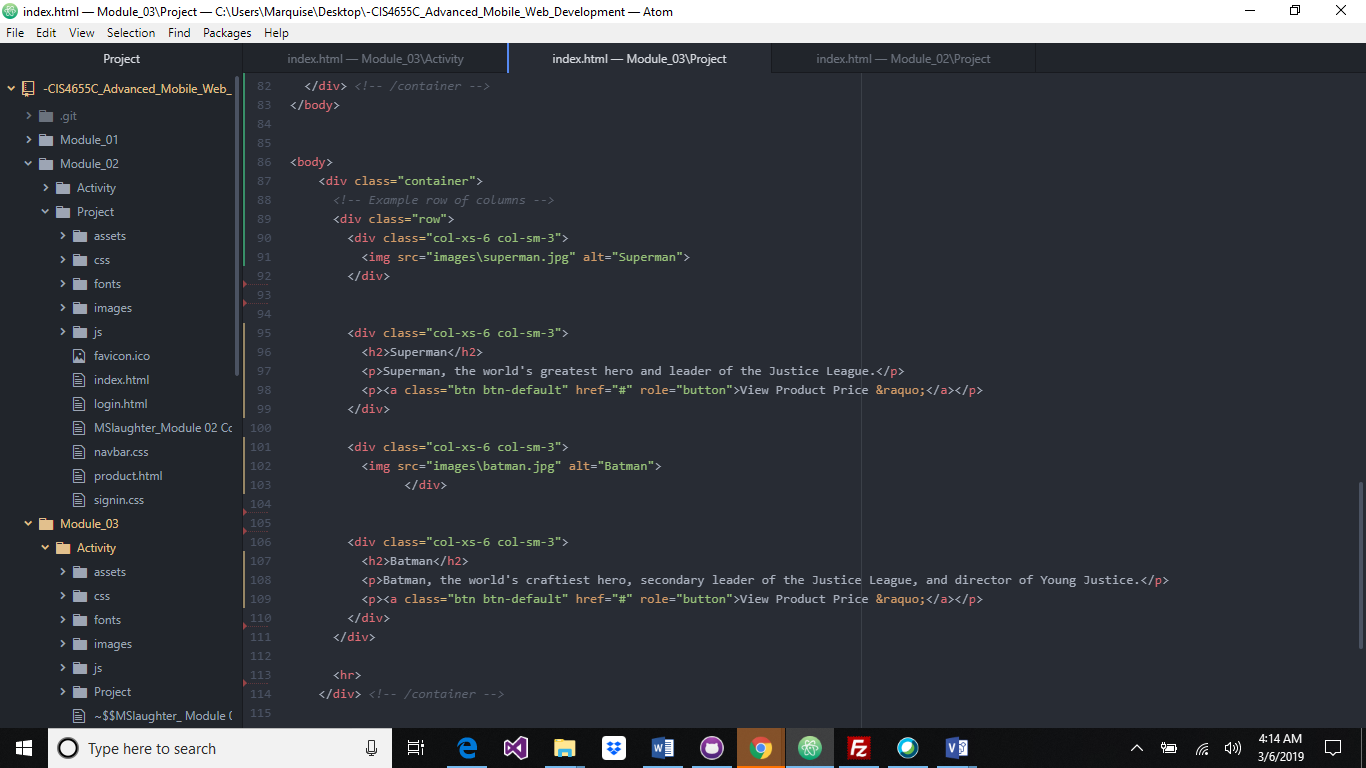 index.html — Module_03\Project — C:\Users\Marquise\Desktop\-CIS4655C_Advanced_Mobile_Web_Development — Atom
File Edit View Selection Find Packages Help
Project
index.html — Module_03\Activity
index.html — Module_03\Project
index.html — Module_02\Project
-CIS4655C_Advanced_Mobile_Web_
.git
Module_01
Module_02
Activity
Project
assets
css
fonts
images
js
favicon.ico
index.html
login.html
MSlaughter_Module 02 Cc
navbar.css
product.html
signin.css
Module_03
Activity
assets
css
fonts
images
js
Project
~$$MSlaughter_ Module (
82 </div> <!-- /container -->
83 </body>
84
85
86 <body>
87 <div class="container">
88 <!-- Example row of columns -->
89 <div class="row">
90 <div class="col-xs-6 col-sm-3">
91 <img src="images\superman.jpg" alt="Superman">
92 </div>
93
94
95 <div class="col-xs-6 col-sm-3">
96 <h2>Superman</h2>
97 <p>Superman, the world's greatest hero and leader of the Justice League.</p>
98 <p><a class="btn btn-default" href="#" role="button">View Product Price &raquo;</a></p>
99 </div>
100
101 <div class="col-xs-6 col-sm-3">
102 <img src="images\batman.jpg" alt="Batman">
103 </div>
104
105
106 <div class="col-xs-6 col-sm-3">
107 <h2>Batman</h2>
108 <p>Batman, the world's craftiest hero, secondary leader of the Justice League, and director of Young Justice.</p>
109 <p><a class="btn btn-default" href="#" role="button">View Product Price &raquo;</a></p>
110 </div>
111 </div>
112
113 <hr>
114 </div> <!-- /container -->
115
Type here to search
4:14 AM
3/6/2019